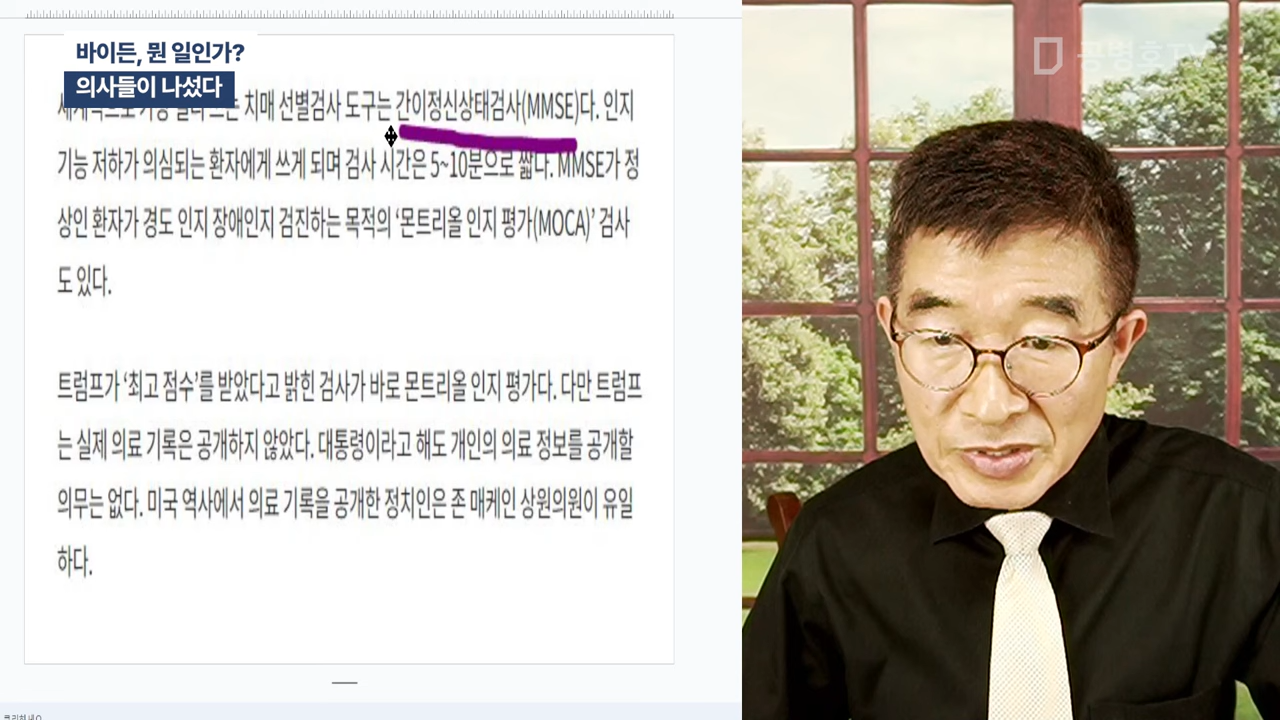 바이든, 뭔 일인가?
의사들이 나섰다
공병호TV
치매 선별검사 도구는 간이정신상태검사(MMSE)다. 인지
기능 저하가 의심되는 환자에게 쓰게 되며 검사 시간은 5~10분으로 짧다. MMSE가 정
상인 환자가 경도 인지 장애인지 검진하는 목적의 ‘몬트리올 인지 평가(MOCA)’ 검사
도 있다.
트럼프가 ‘최고 점수’를 받았다고 밝힌 검사가 바로 몬트리올 인지 평가다. 다만 트럼프
는 실제 의료 기록은 공개하지 않았다. 대통령이라고 해도 개인의 의료 정보를 공개할
의무는 없다. 미국 역사에서 의료 기록을 공개한 정치인은 존 매케인 상원의원이 유일
하다.